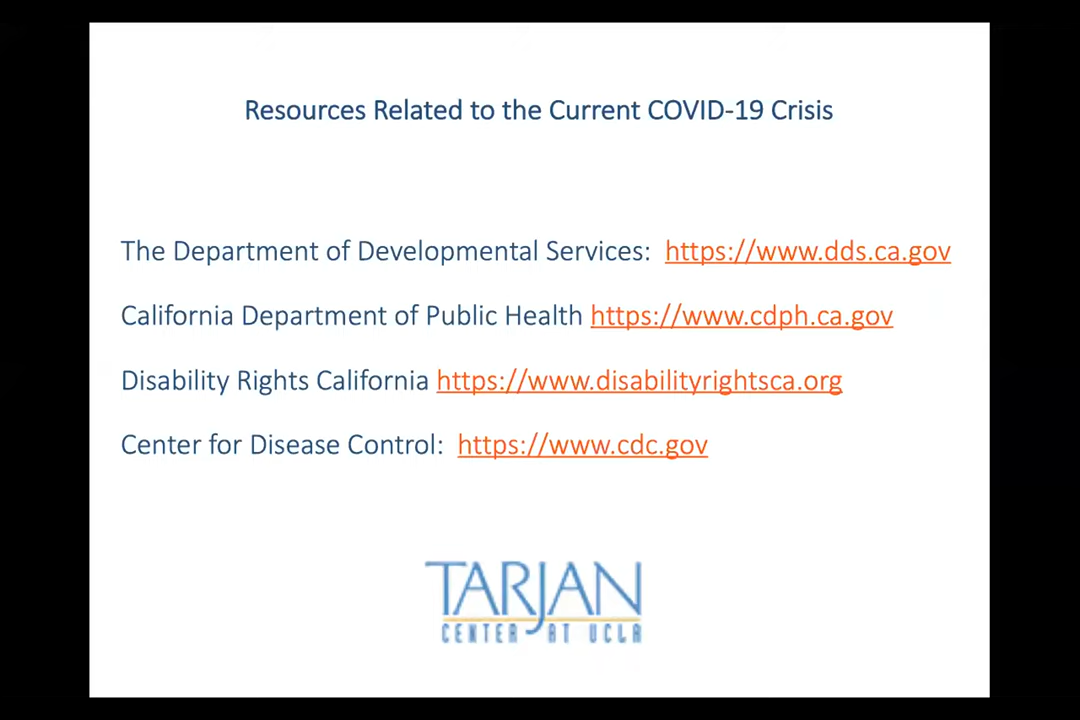 Resources Related to the Current COVID-19 Crisis
The Department of Developmental Services: https://www.dds.ca.gov
California Department of Public Health https://www.cdph.ca.gov
Disability Rights California https://www.disabilityrightsca.org
Center for Disease Control: https://www.cdc.gov
TARJAN
CENTER AT UCLA